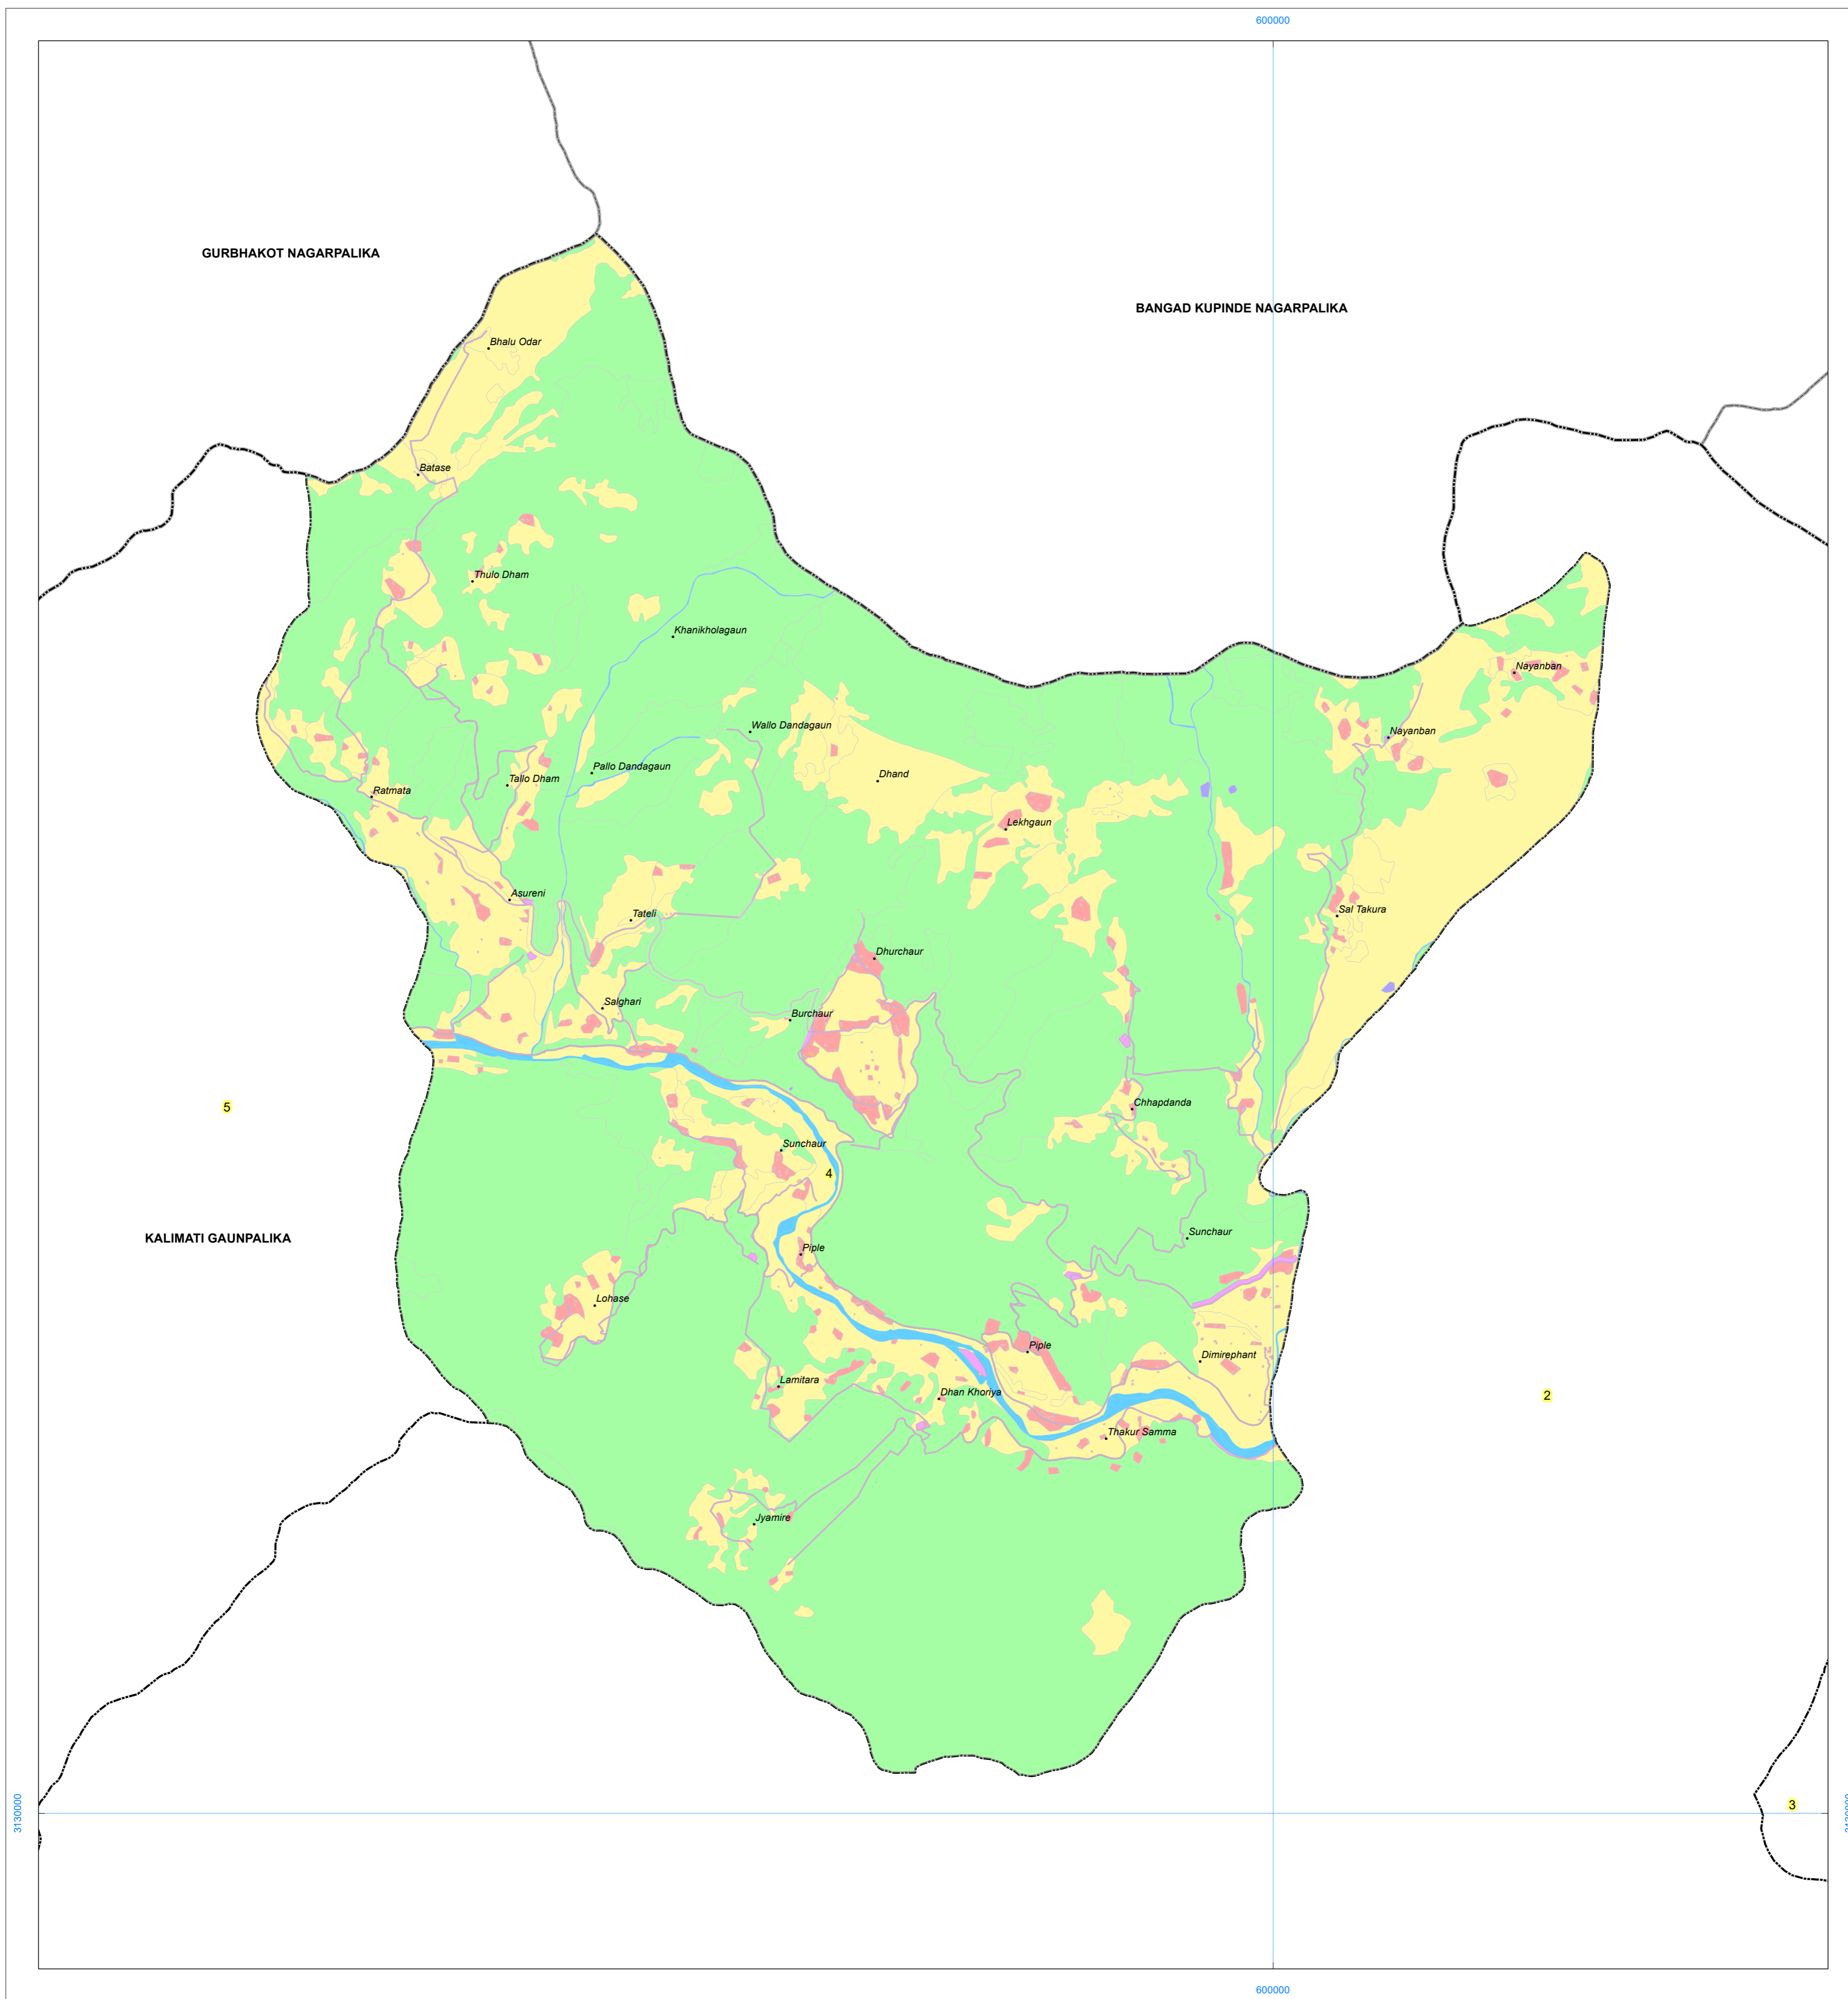 600000
GURBHAKOT NAGARPALIKA
BANGAD KUPINDE NAGARPALIKA
Bhalu Odar
Batase
Thulo Dham
Khanikholagaun
Nayanban
Wallo Dandagaun
Nayanban
Pallo Dandagaun
Tallo Dham
Dhand
Ratmata
Lekhgaun
Asureni
Tateli
Sal Takura
Dhurchaur
Salghari
Burchaur
5
Chhapdanda
Sunchaur
4
KALIMATI GAUNPALIKA
Sunchaur
Piple
Lohase
Piple
Dimirephant
Lamitara
Dhan Khoriya
2
Thakur Samma
Jyamire
3
3130000
600000